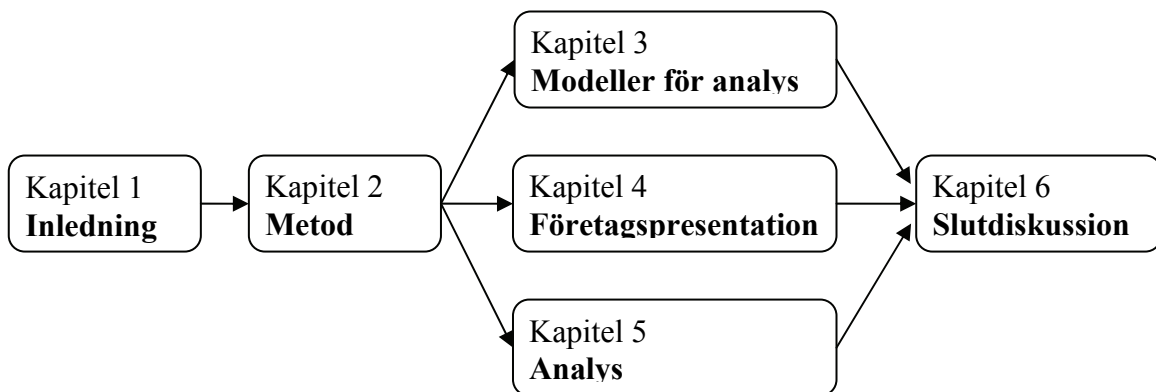 Kapitel 3
Modeller för analys
Kapitel 1
Inledning
Kapitel 2
Metod
Kapitel 4
Företagspresentation
Kapitel 6
Slutdiskussion
Kapitel 5
Analys